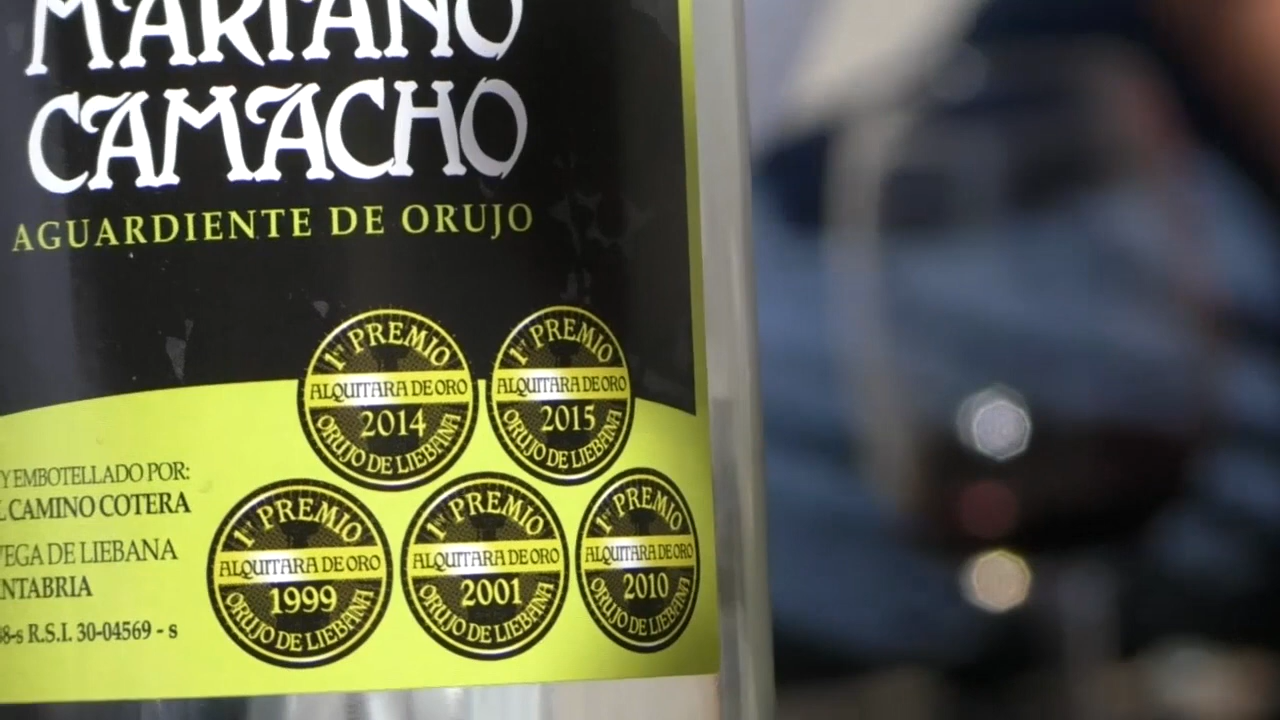 MARIANO
CAMACHO
AGUARDIENTE DE ORUJO
1er PREMIO
ALQUITARA DE ORO
2014
ORUJO DE LIEBANA
1er PREMIO
ALQUITARA DE ORO
2015
ORUJO DE LIEBANA
Y EMBOTELLADO POR:
L CAMINO COTERA
VEGA DE LIEBANA
NTABRIA
8-s R.S.I. 30-04569 - s
1er PREMIO
ALQUITARA DE ORO
1999
ORUJO DE LIEBANA
1er PREMIO
ALQUITARA DE ORO
2001
ORUJO DE LIEBANA
1er PREMIO
ALQUITARA DE ORO
2010
ORUJO DE LIEBANA